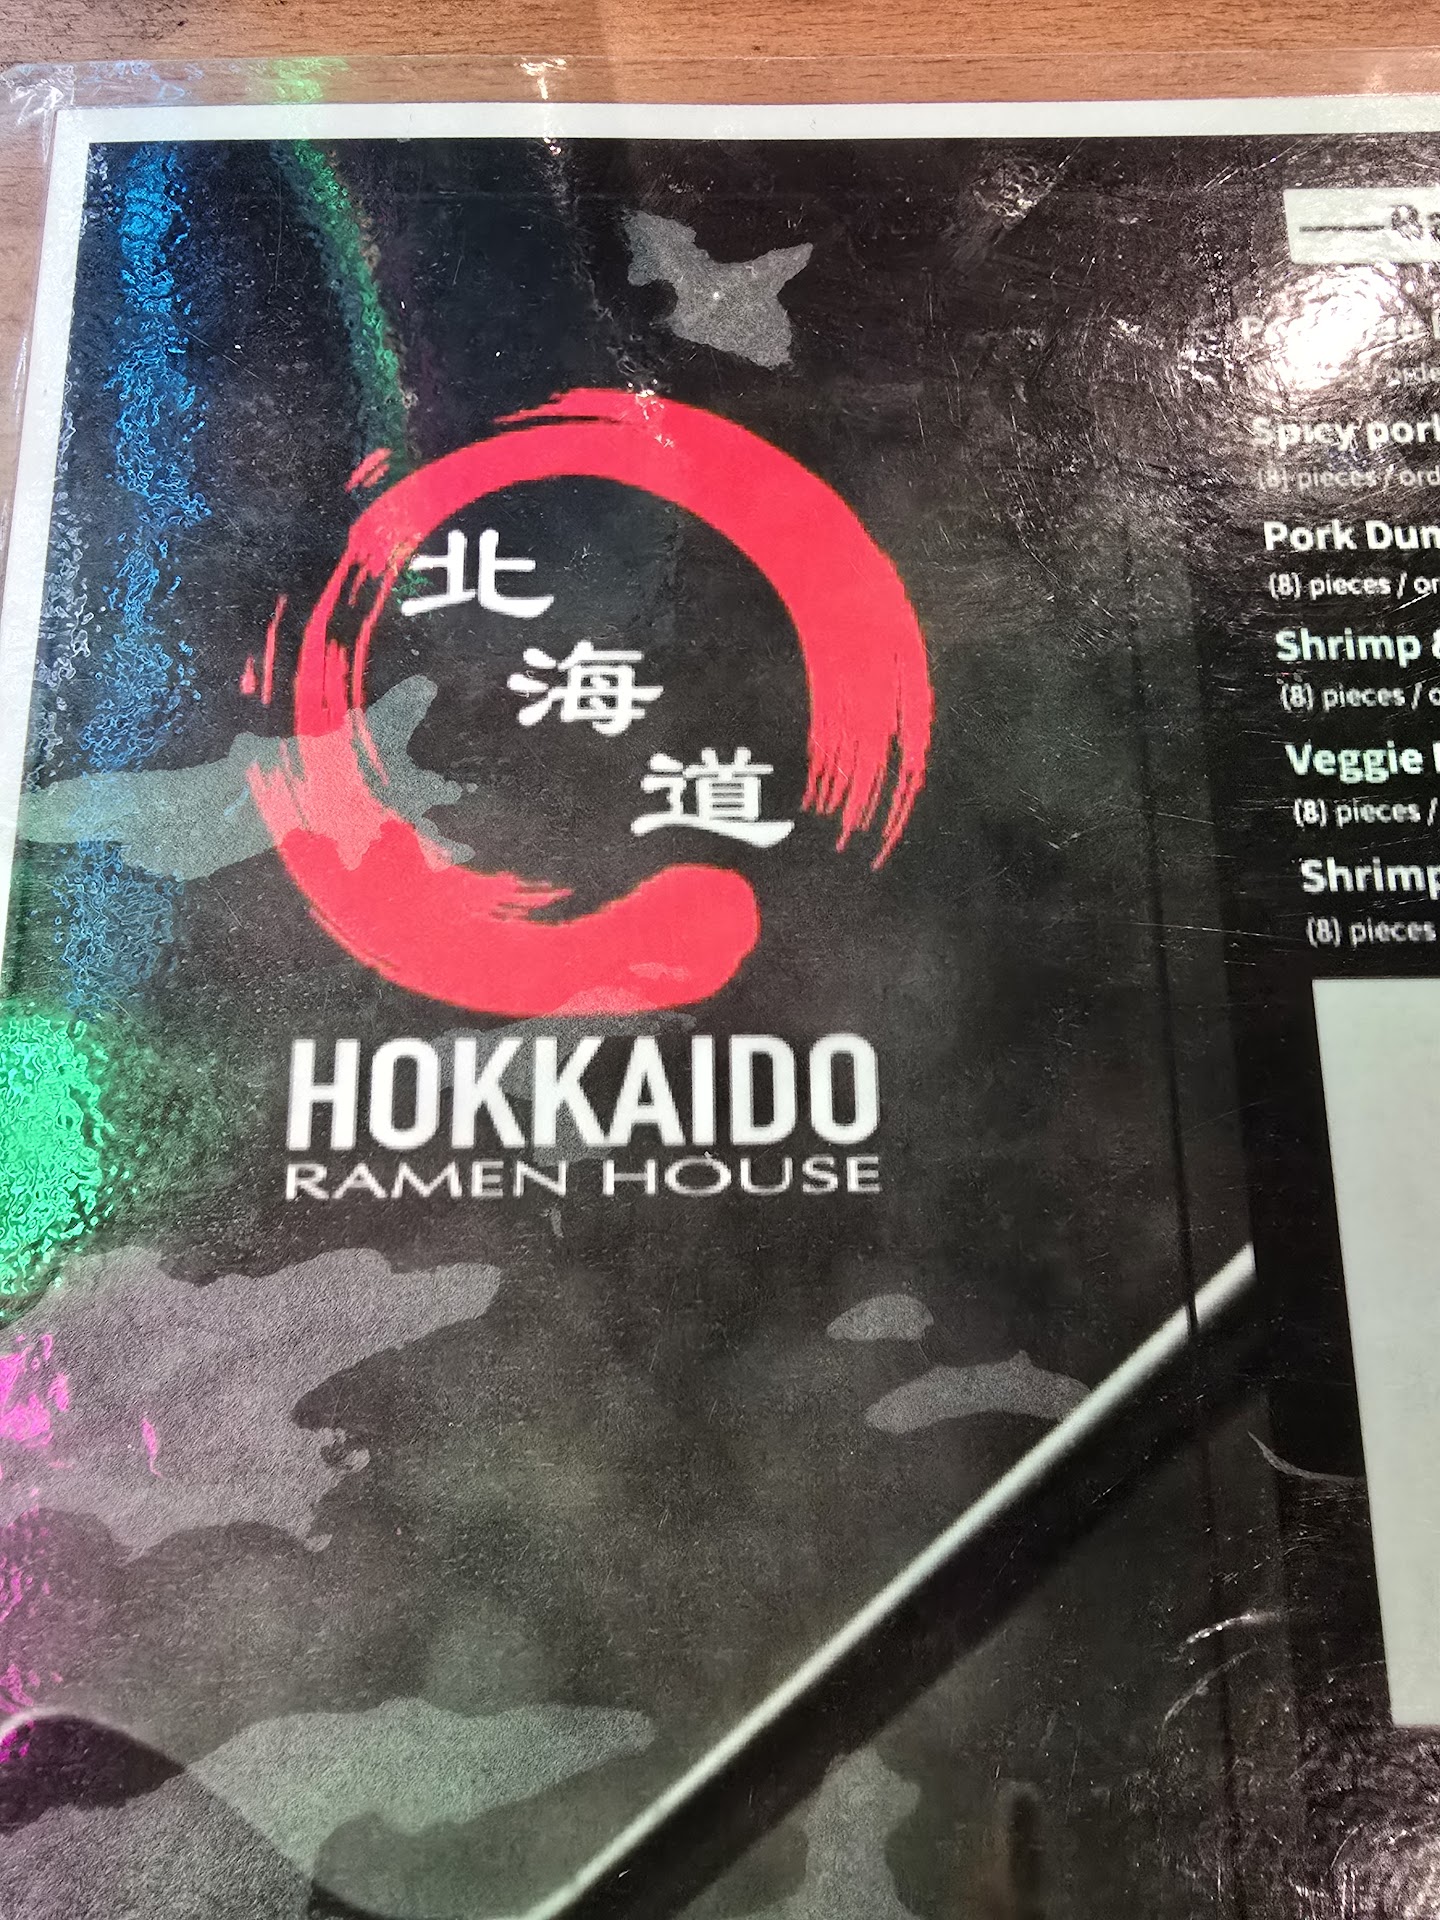 北
海
道
HOKKAIDO
RAMEN HOUSE
Spicy pork
(8) pieces / ord
Pork Dum
(8) pieces / or
Shrimp &
(8) pieces / o
Veggie
(8) pieces /
Shrimp
(8) pieces